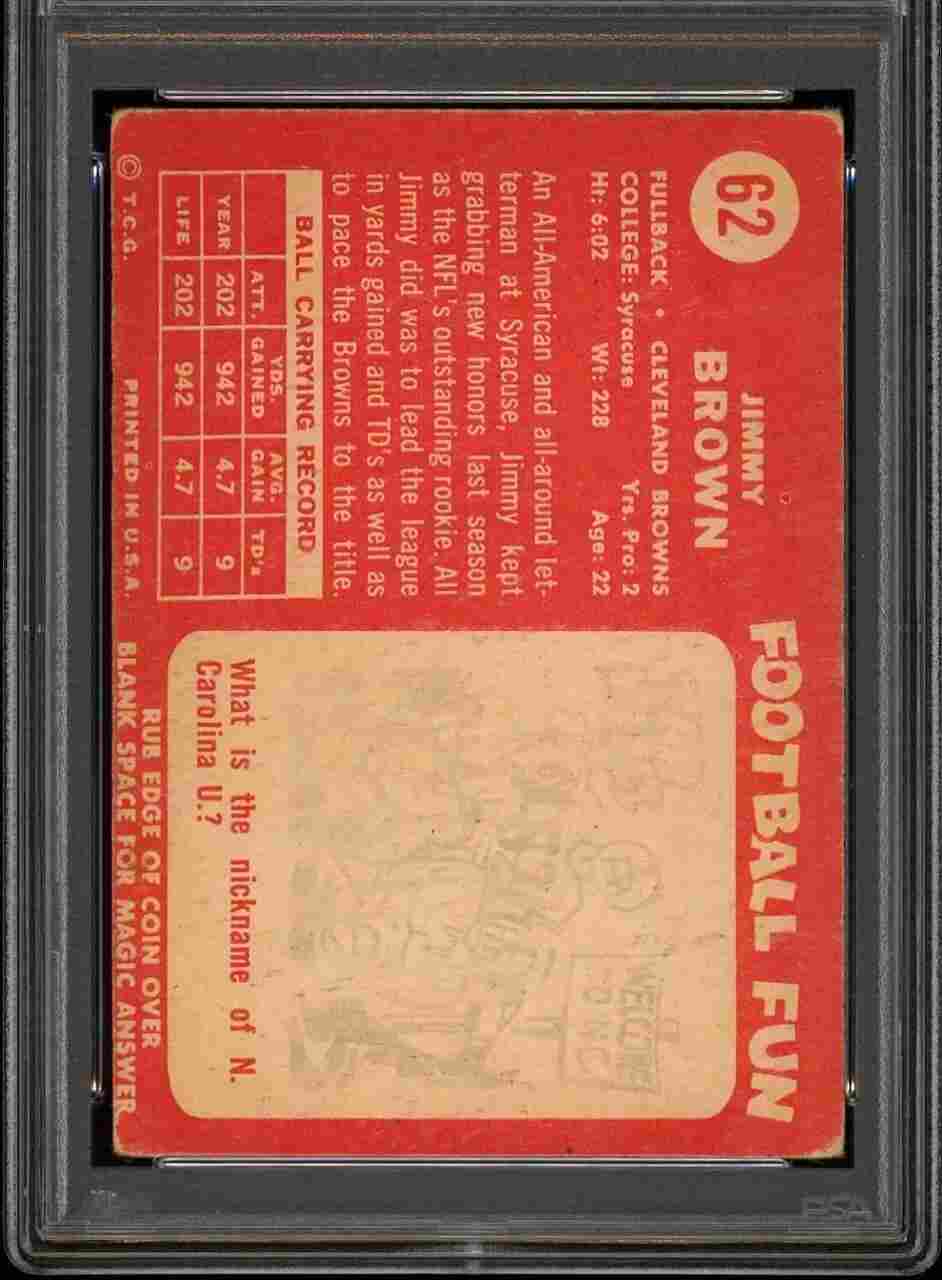 62
JIMMY
BROWN
FULLBACK • CLEVELAND BROWNS
COLLEGE: Syracuse Yrs. Pro: 2
Ht: 6:02 Wt: 228 Age: 22
An All-American and all-around let-
terman at Syracuse, Jimmy kept
grabbing new honors last season
as the NFL's outstanding rookie. All
Jimmy did was to lead the league
in yards gained and TD's as well as
to pace the Browns to the title.
BALL CARRYING RECORD
ATT. YDS. GAINED AVG. GAIN TD's
YEAR 202 942 4.7 9
LIFE 202 942 4.7 9
© T.C.G. PRINTED IN U.S.A.
FOOTBALL FUN
WELCOME
TO N C
What is the nickname of N.
Carolina U.?
RUB EDGE OF COIN OVER
BLANK SPACE FOR MAGIC ANSWER
PSA